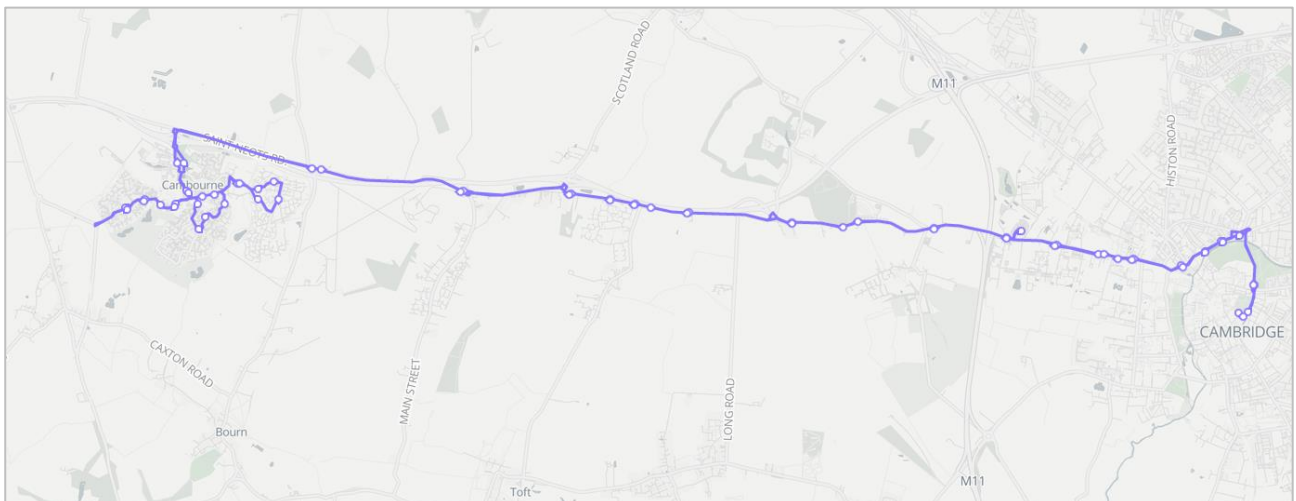 SCOTLAND ROAD
M11
HISTON ROAD
SAINT NEOTS RD
Cambourne
CAMBRIDGE
CAXTON ROAD
MAIN STREET
LONG ROAD
Bourn
Toft
M11